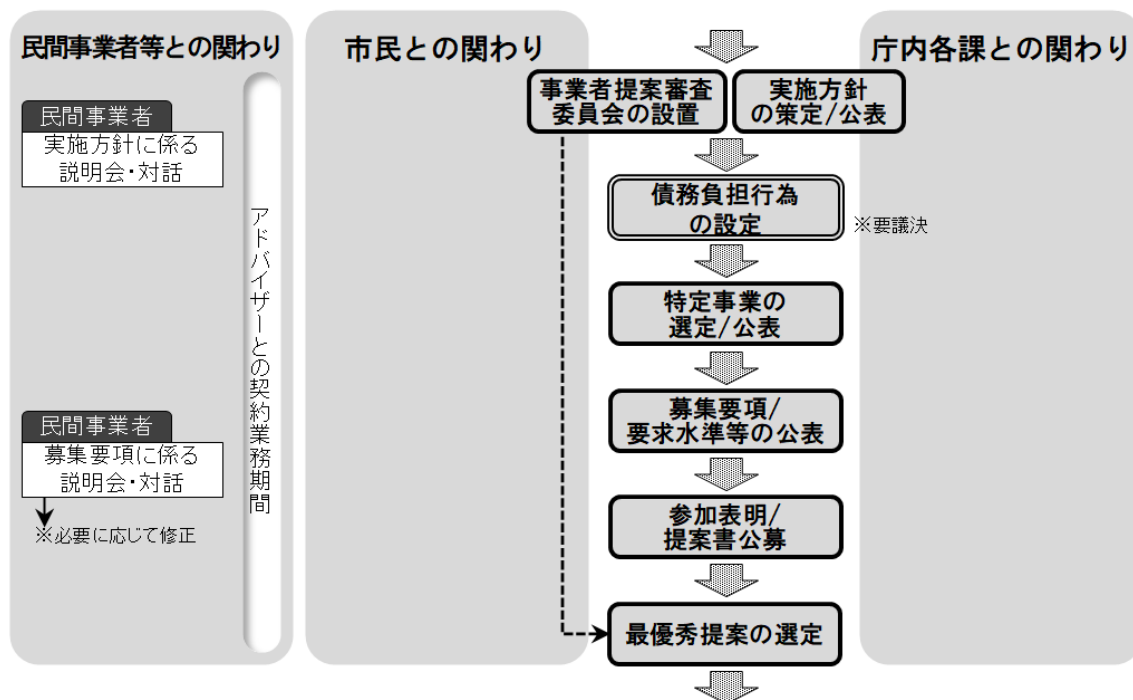 民間事業者等との関わり
市民との関わり
庁内各課との関わり
民間事業者
実施方針に係る
説明会・対話
民間事業者
募集要項に係る
説明会・対話
※必要に応じて修正
アドバイザーとの契約業務期間
事業者提案審査
委員会の設置
実施方針
の策定/公表
債務負担行為
の設定
※要議決
特定事業の
選定/公表
募集要項/
要求水準等の公表
参加表明/
提案書公募
最優秀提案の選定